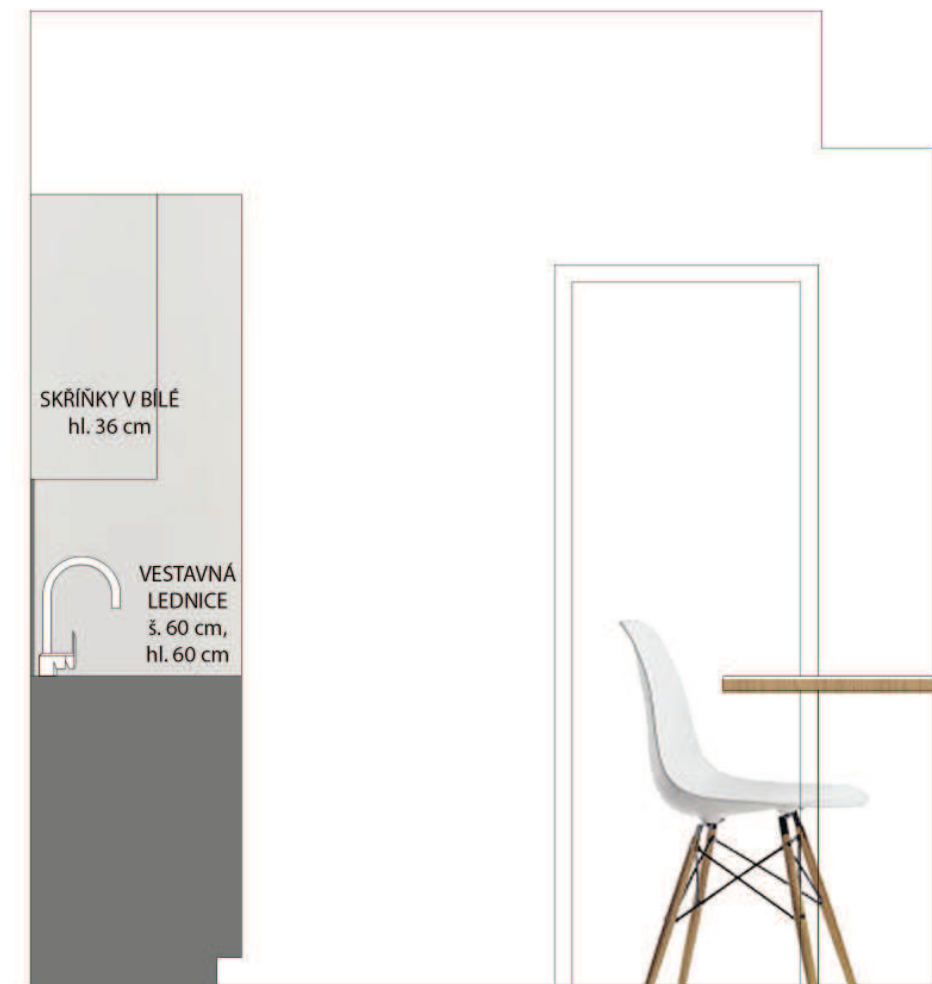 SKŘÍŇKY V BÍLÉ
hl. 36 cm
VESTAVNÁ
LEDNICE
š. 60 cm,
hl. 60 cm